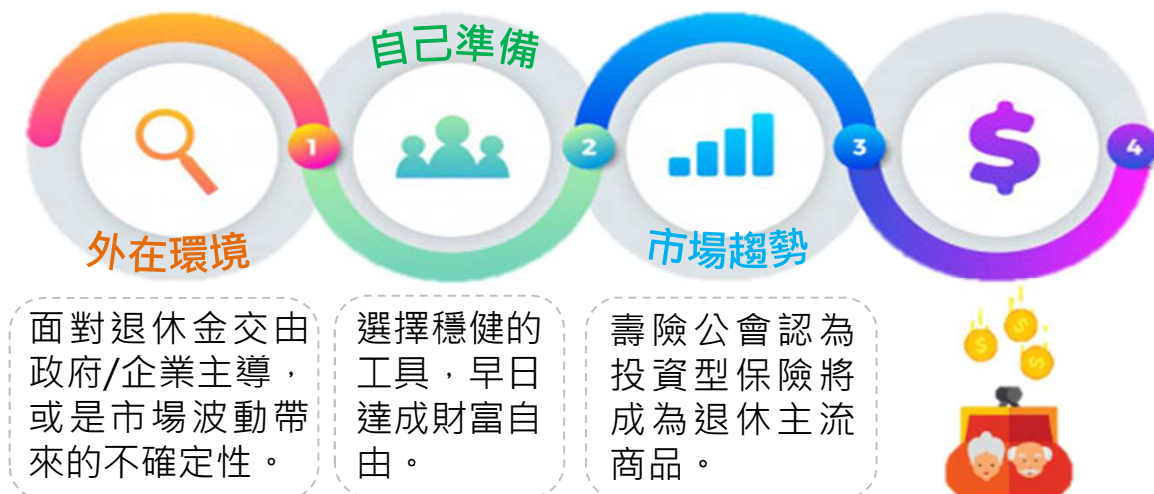 自己準備
1
2
3
4
外在環境
市場趨勢
面對退休金交由
政府/企業主導，
或是市場波動帶
來的不確定性。
選擇穩健的
工具，早日
達成財富自
由。
壽險公會認為
投資型保險將
成為退休主流
商品。